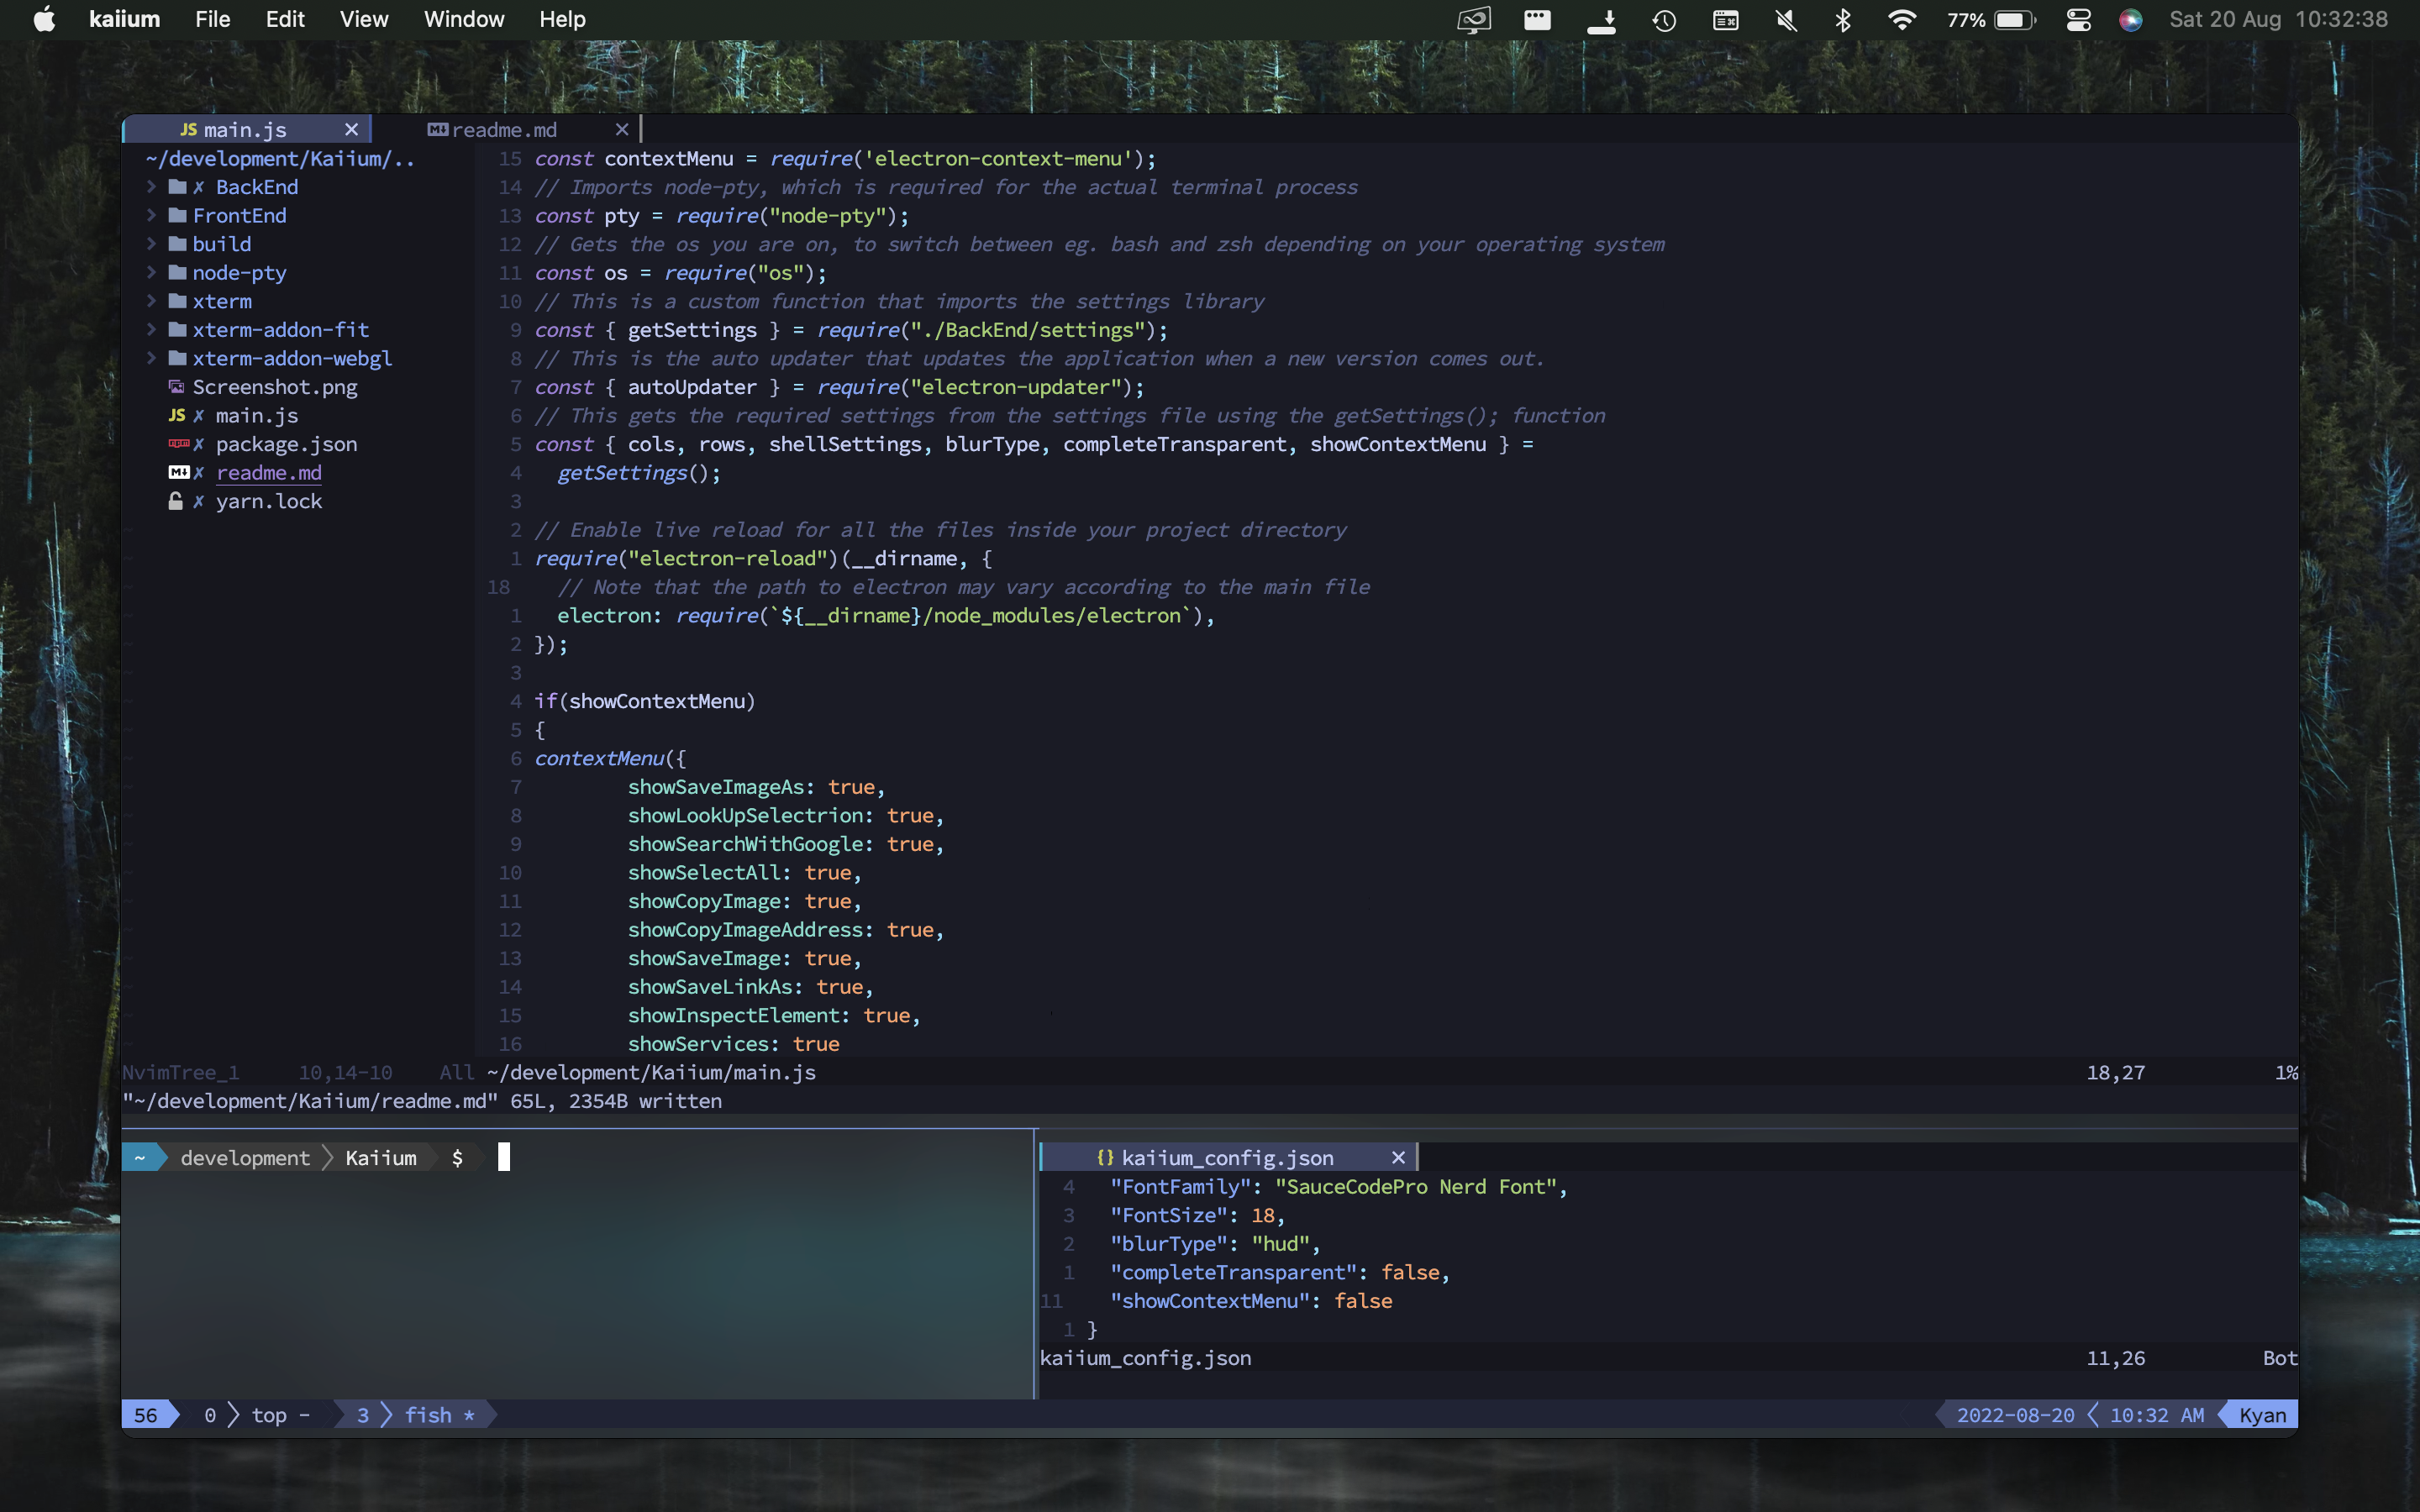 kaiium File Edit View Window Help 77% Sat 20 Aug 10:32:38
JS main.js ✕ M↓ readme.md ✕
~/development/Kaiium/..
✗ BackEnd
FrontEnd
build
node-pty
xterm
xterm-addon-fit
xterm-addon-webgl
Screenshot.png
JS ✗ main.js
npm ✗ package.json
M↓ ✗ readme.md
✗ yarn.lock
15 const contextMenu = require('electron-context-menu');
14 // Imports node-pty, which is required for the actual terminal process
13 const pty = require("node-pty");
12 // Gets the os you are on, to switch between eg. bash and zsh depending on your operating system
11 const os = require("os");
10 // This is a custom function that imports the settings library
9 const { getSettings } = require("./BackEnd/settings");
8 // This is the auto updater that updates the application when a new version comes out.
7 const { autoUpdater } = require("electron-updater");
6 // This gets the required settings from the settings file using the getSettings(); function
5 const { cols, rows, shellSettings, blurType, completeTransparent, showContextMenu } =
4 getSettings();
3
2 // Enable live reload for all the files inside your project directory
1 require("electron-reload")(__dirname, {
18 // Note that the path to electron may vary according to the main file
1 electron: require(`${__dirname}/node_modules/electron`),
2 });
3
4 if(showContextMenu)
5 {
6 contextMenu({
7 showSaveImageAs: true,
8 showLookUpSelectrion: true,
9 showSearchWithGoogle: true,
10 showSelectAll: true,
11 showCopyImage: true,
12 showCopyImageAddress: true,
13 showSaveImage: true,
14 showSaveLinkAs: true,
15 showInspectElement: true,
16 showServices: true
NvimTree_1 10,14-10 All ~/development/Kaiium/main.js 18,27 1%
"~/development/Kaiium/readme.md" 65L, 2354B written
~ development Kaiium $
{} kaiium_config.json ✕
4 "FontFamily": "SauceCodePro Nerd Font",
3 "FontSize": 18,
2 "blurType": "hud",
1 "completeTransparent": false,
11 "showContextMenu": false
1 }
kaiium_config.json 11,26 Bot
56 0 top - 3 fish * 2022-08-20 10:32 AM Kyan